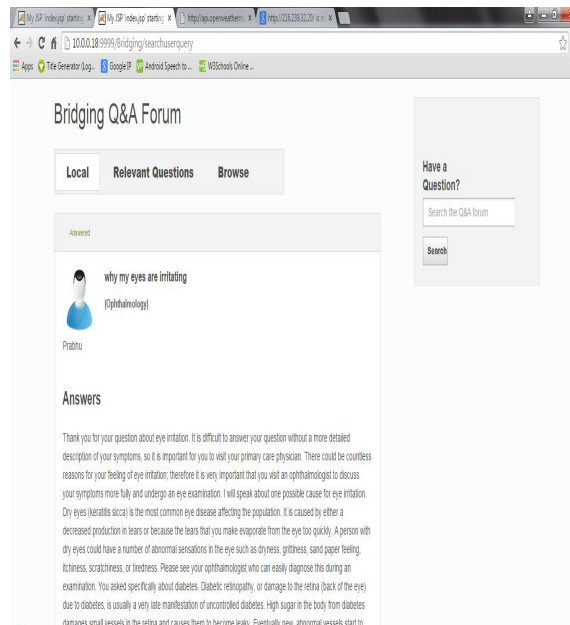 My JSP 'index.jsp' starting
My JSP 'index.jsp' starting
http://api.openweatherm
http://216.239.32.20/ is n
10.0.0.18:9999/Bridging/searchuserquery
Apps
Title Generator (Log...
Google IP
Android Speech to ...
W3Schools Online ...
Bridging Q&A Forum
Local Relevant Questions Browse
Have a
Question?
Search the Q&A forum
Search
Answered
why my eyes are irritating
(Ophthalmology)
Prabhu
Answers
Thank you for your question about eye irritation. It is difficult to answer your question without a more detailed
description of your symptoms, so it is important for you to visit your primary care physician. There could be countless
reasons for your feeling of eye irritation; therefore it is very important that you visit an ophthalmologist to discuss
your symptoms more fully and undergo an eye examination. I will speak about one possible cause for eye irritation.
Dry eyes (keratitis sicca) is the most common eye disease affecting the population. It is caused by either a
decreased production in tears or because the tears that you make evaporate from the eye too quickly. A person with
dry eyes could have a number of abnormal sensations in the eye such as dryness, grittiness, sand paper feeling,
itchiness, scratchiness, or tiredness. Please see your ophthalmologist who can easily diagnose this during an
examination. You asked specifically about diabetes. Diabetic retinopathy, or damage to the retina (back of the eye)
due to diabetes, is usually a very late manifestation of uncontrolled diabetes. High sugar in the body from diabetes
damages small vessels in the retina and causes them to become leaky. Eventually new, abnormal vessels start to